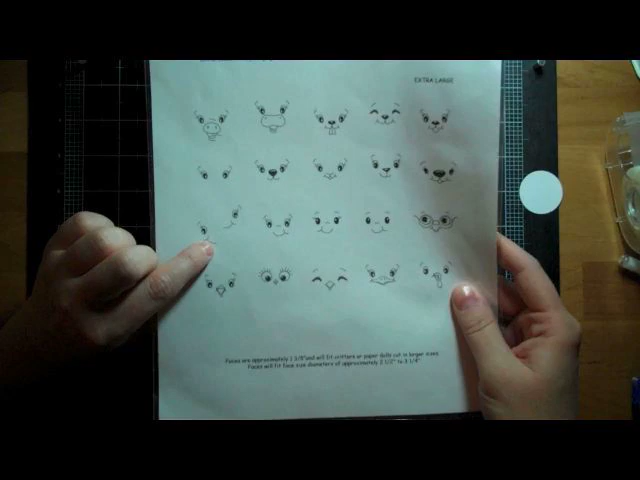 EXTRA LARGE
Faces are approximately 1 3/8"and will fit critters or paper dolls cut in larger sizes
Faces will fit face size diameters of approximately 2 1/2" to 3 1/4"